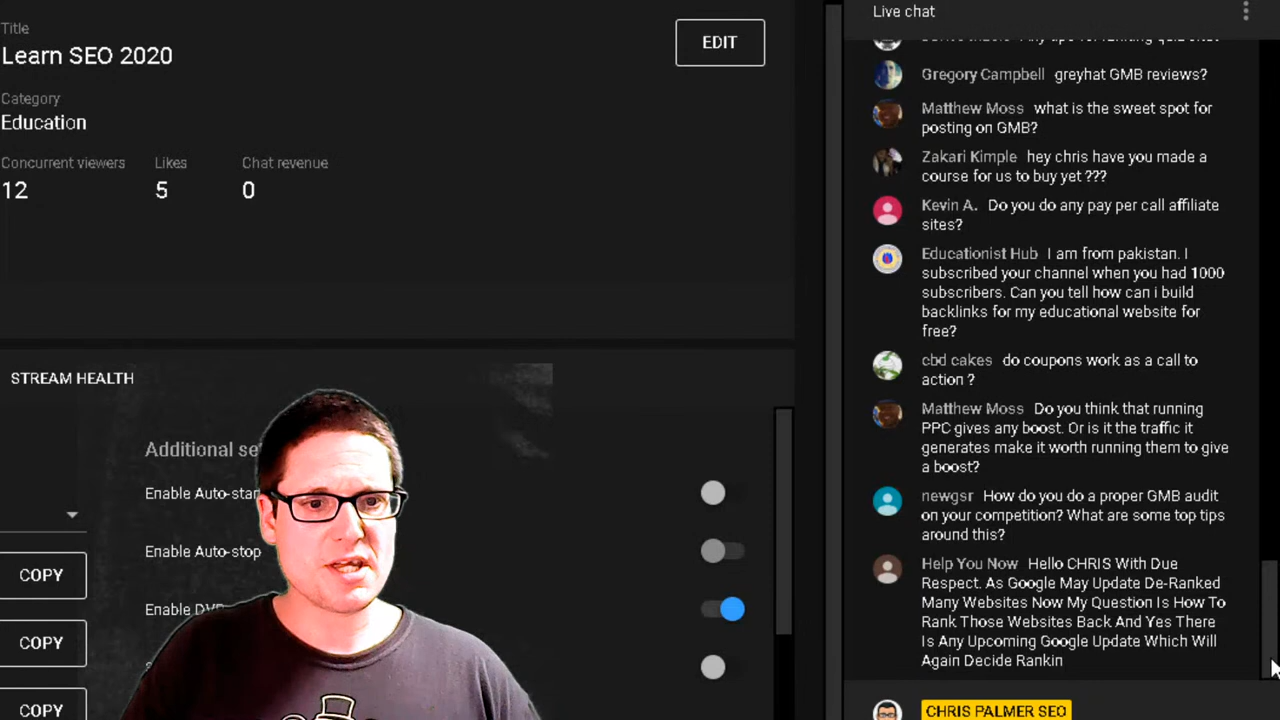 Title
Learn SEO 2020
EDIT
Category
Education
Concurrent viewers
Likes
Chat revenue
12
5
0
STREAM HEALTH
Additional se
Enable Auto-star
Enable Auto-stop
Enable DV
COPY
COPY
COPY
Live chat
Gregory Campbell greyhat GMB reviews?
Matthew Moss what is the sweet spot for
posting on GMB?
Zakari Kimple hey chris have you made a
course for us to buy yet ???
Kevin A. Do you do any pay per call affiliate
sites?
Educationist Hub I am from pakistan. I
subscribed your channel when you had 1000
subscribers. Can you tell how can i build
backlinks for my educational website for
free?
cbd cakes do coupons work as a call to
action ?
Matthew Moss Do you think that running
PPC gives any boost. Or is it the traffic it
generates make it worth running them to give
a boost?
newgsr How do you do a proper GMB audit
on your competition? What are some top tips
around this?
Help You Now Hello CHRIS With Due
Respect. As Google May Update De-Ranked
Many Websites Now My Question Is How To
Rank Those Websites Back And Yes There
Is Any Upcoming Google Update Which Will
Again Decide Rankin
CHRIS PALMER SEO